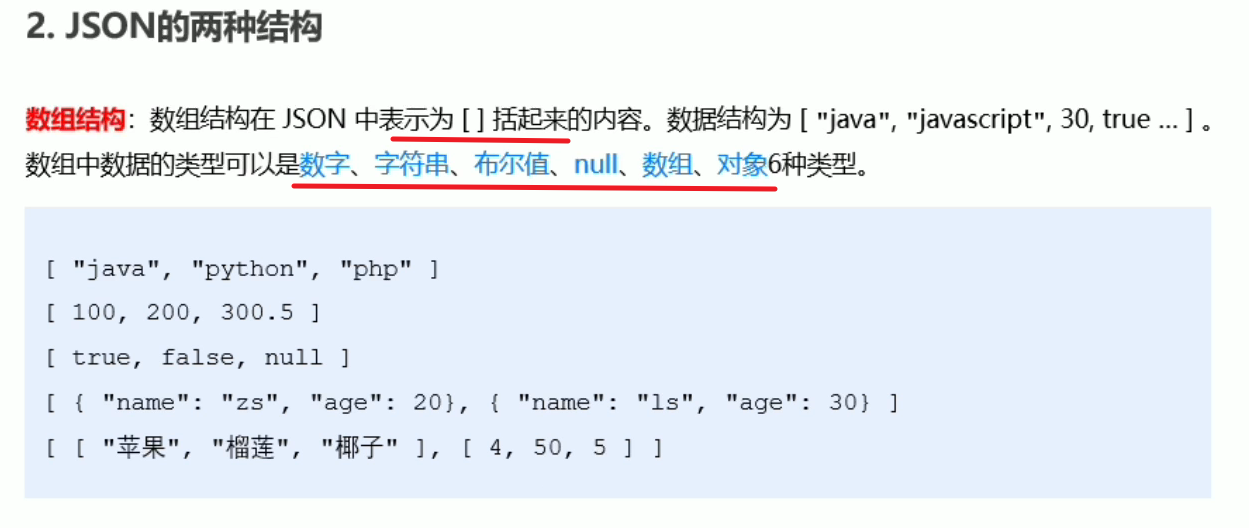 2. JSON的两种结构
数组结构：数组结构在 JSON 中表示为 [ ] 括起来的内容。数据结构为 [ "java", "javascript", 30, true … ] 。
数组中数据的类型可以是数字、字符串、布尔值、null、数组、对象6种类型。
[ "java", "python", "php" ]
[ 100, 200, 300.5 ]
[ true, false, null ]
[ { "name": "zs", "age": 20}, { "name": "ls", "age": 30} ]
[ [ "苹果", "榴莲", "椰子" ], [ 4, 50, 5 ] ]